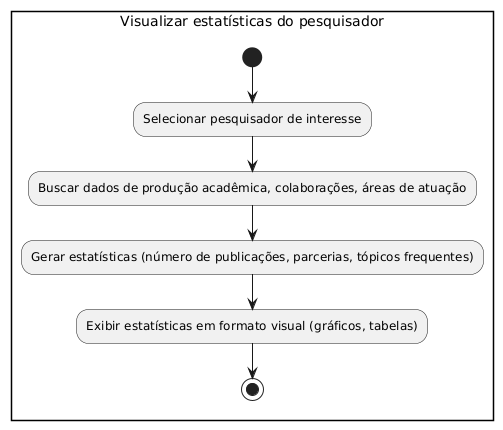 Visualizar estatísticas do pesquisador
Selecionar pesquisador de interesse
Buscar dados de produção acadêmica, colaborações, áreas de atuação
Gerar estatísticas (número de publicações, parcerias, tópicos frequentes)
Exibir estatísticas em formato visual (gráficos, tabelas)